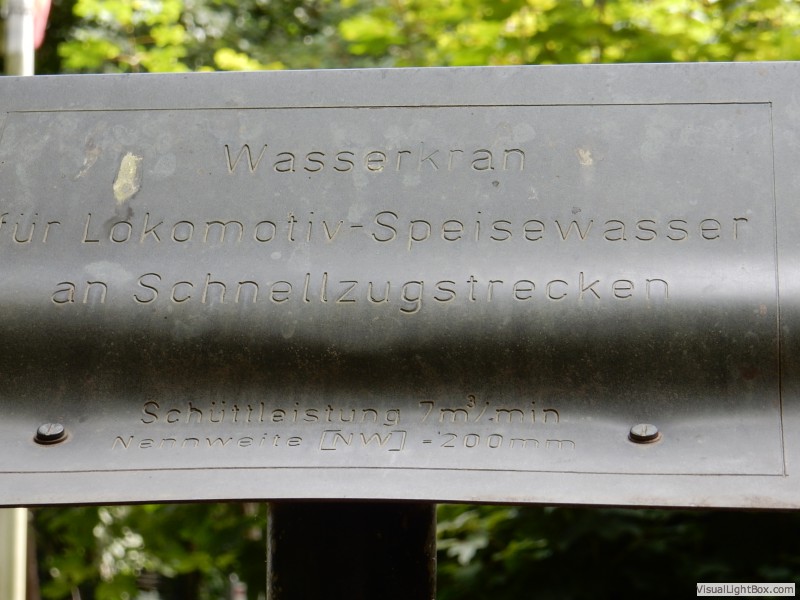 Wasserkran
für Lokomotiv-Speisewasser
an Schnellzugstrecken
Schüttleistung 7m³/min
Nennweite [NW] - 200mm
VisualLightBox.com